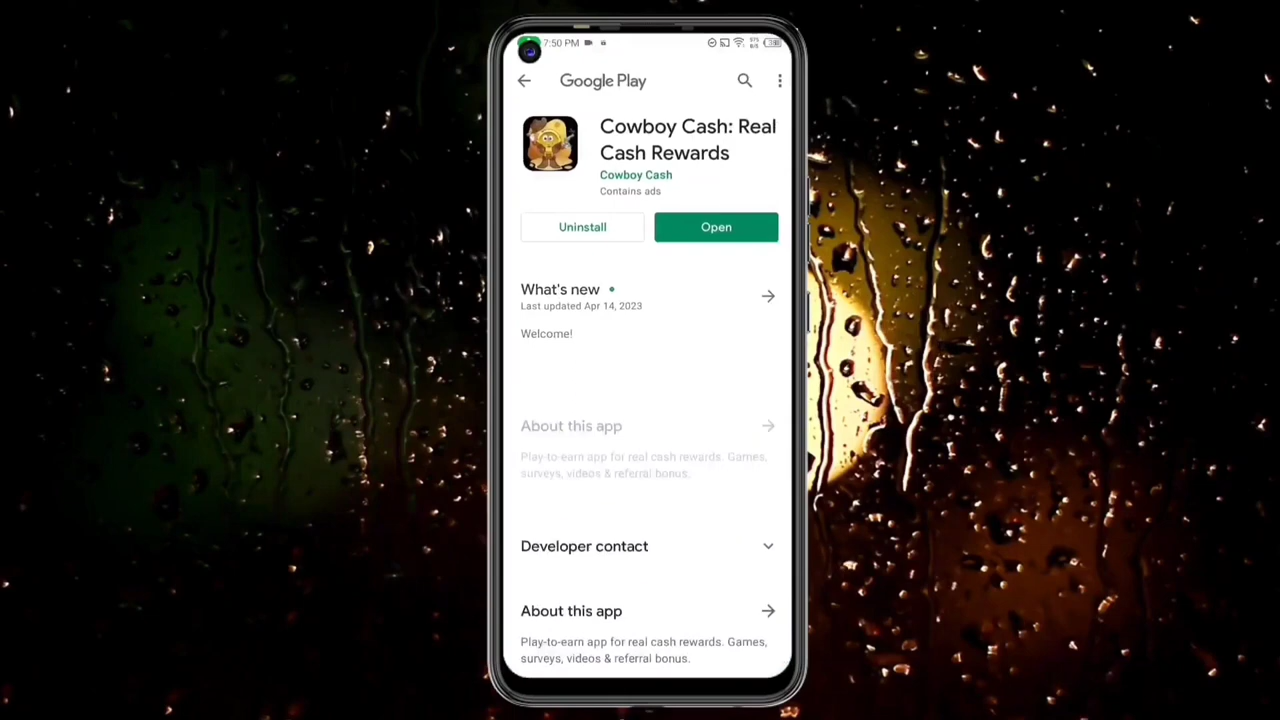 7:50 PM
Google Play
Cowboy Cash: Real
Cash Rewards
Cowboy Cash
Contains ads
Uninstall
Open
What's new
Last updated Apr 14, 2023
Welcome!
About this app
Play-to-earn app for real cash rewards. Games,
surveys, videos & referral bonus.
Developer contact
About this app
Play-to-earn app for real cash rewards. Games,
surveys, videos & referral bonus.